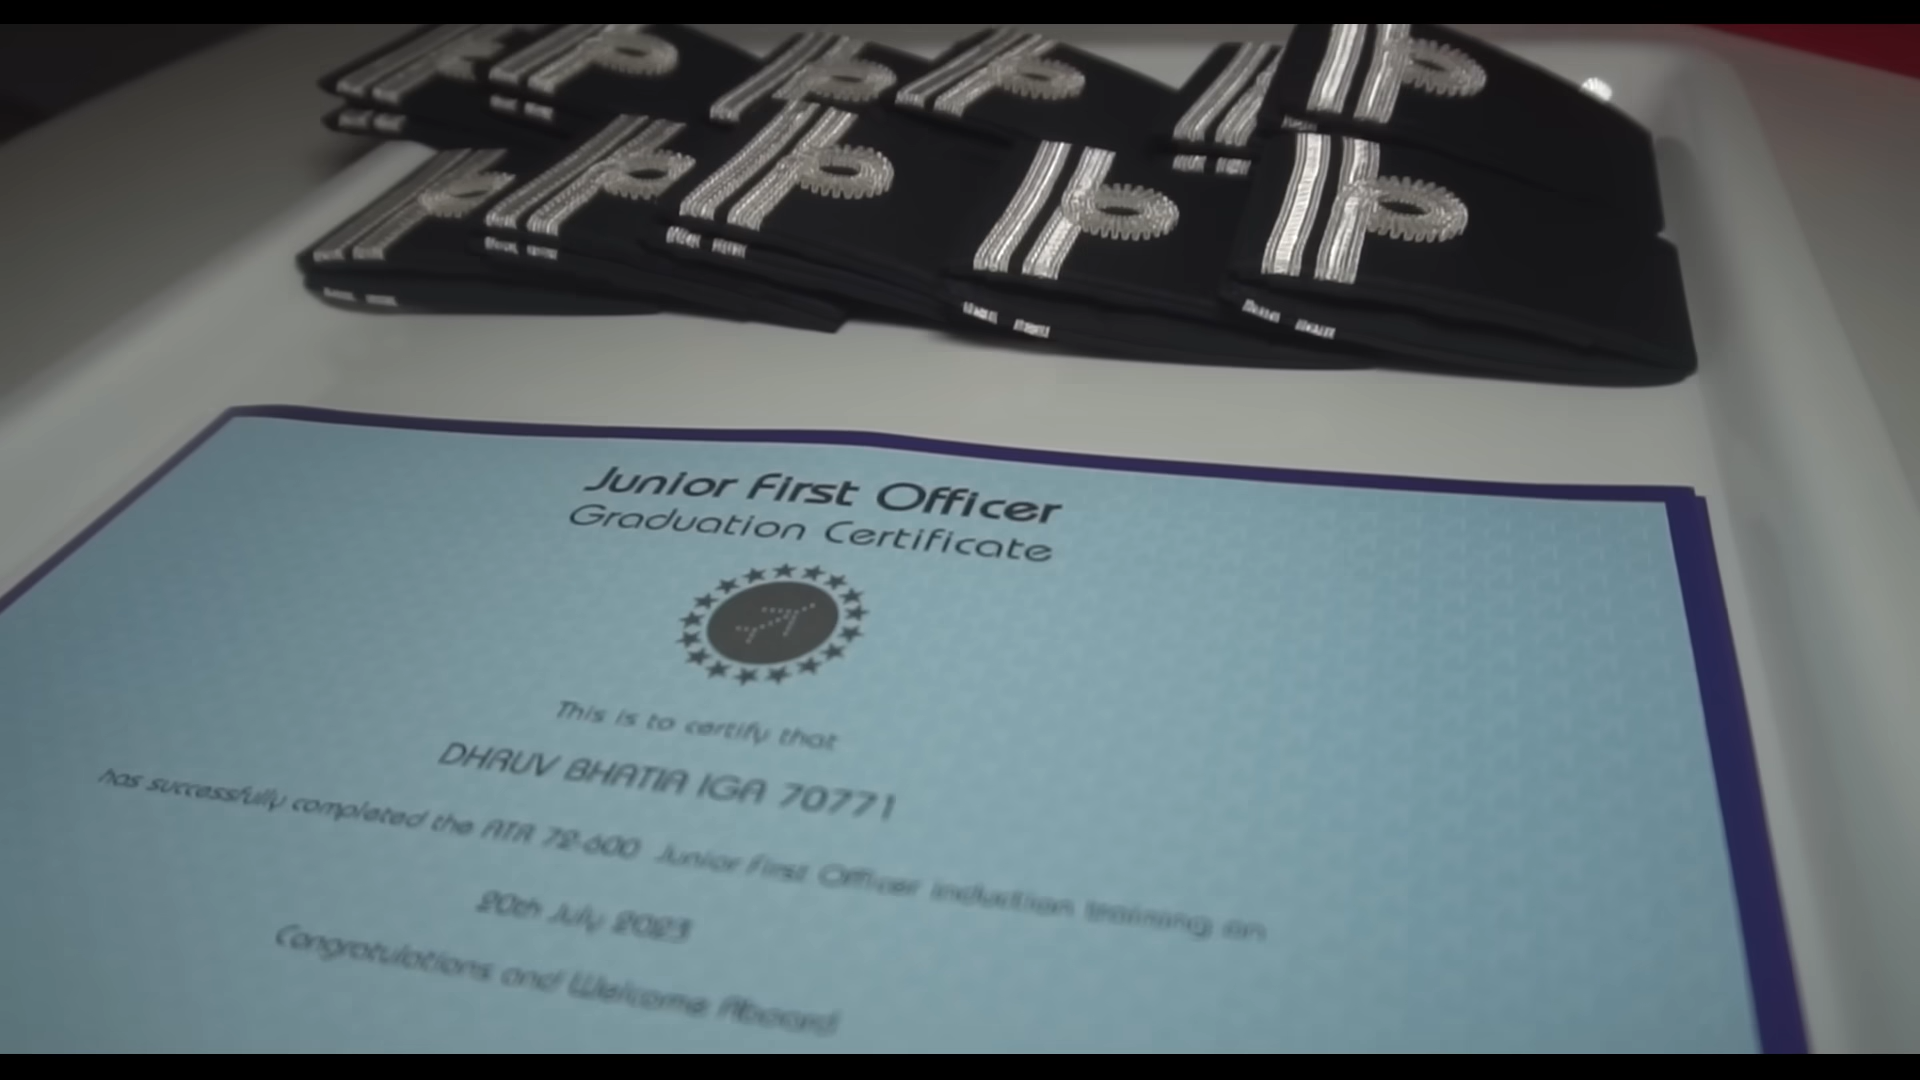 Junior First Officer
Graduation Certificate
This is to certify that
DHRUV BHATIA IGA 70771
has successfully completed the ATR 72-600 Junior First Officer induction training on
20th July 2023
Congratulations and Welcome Aboard